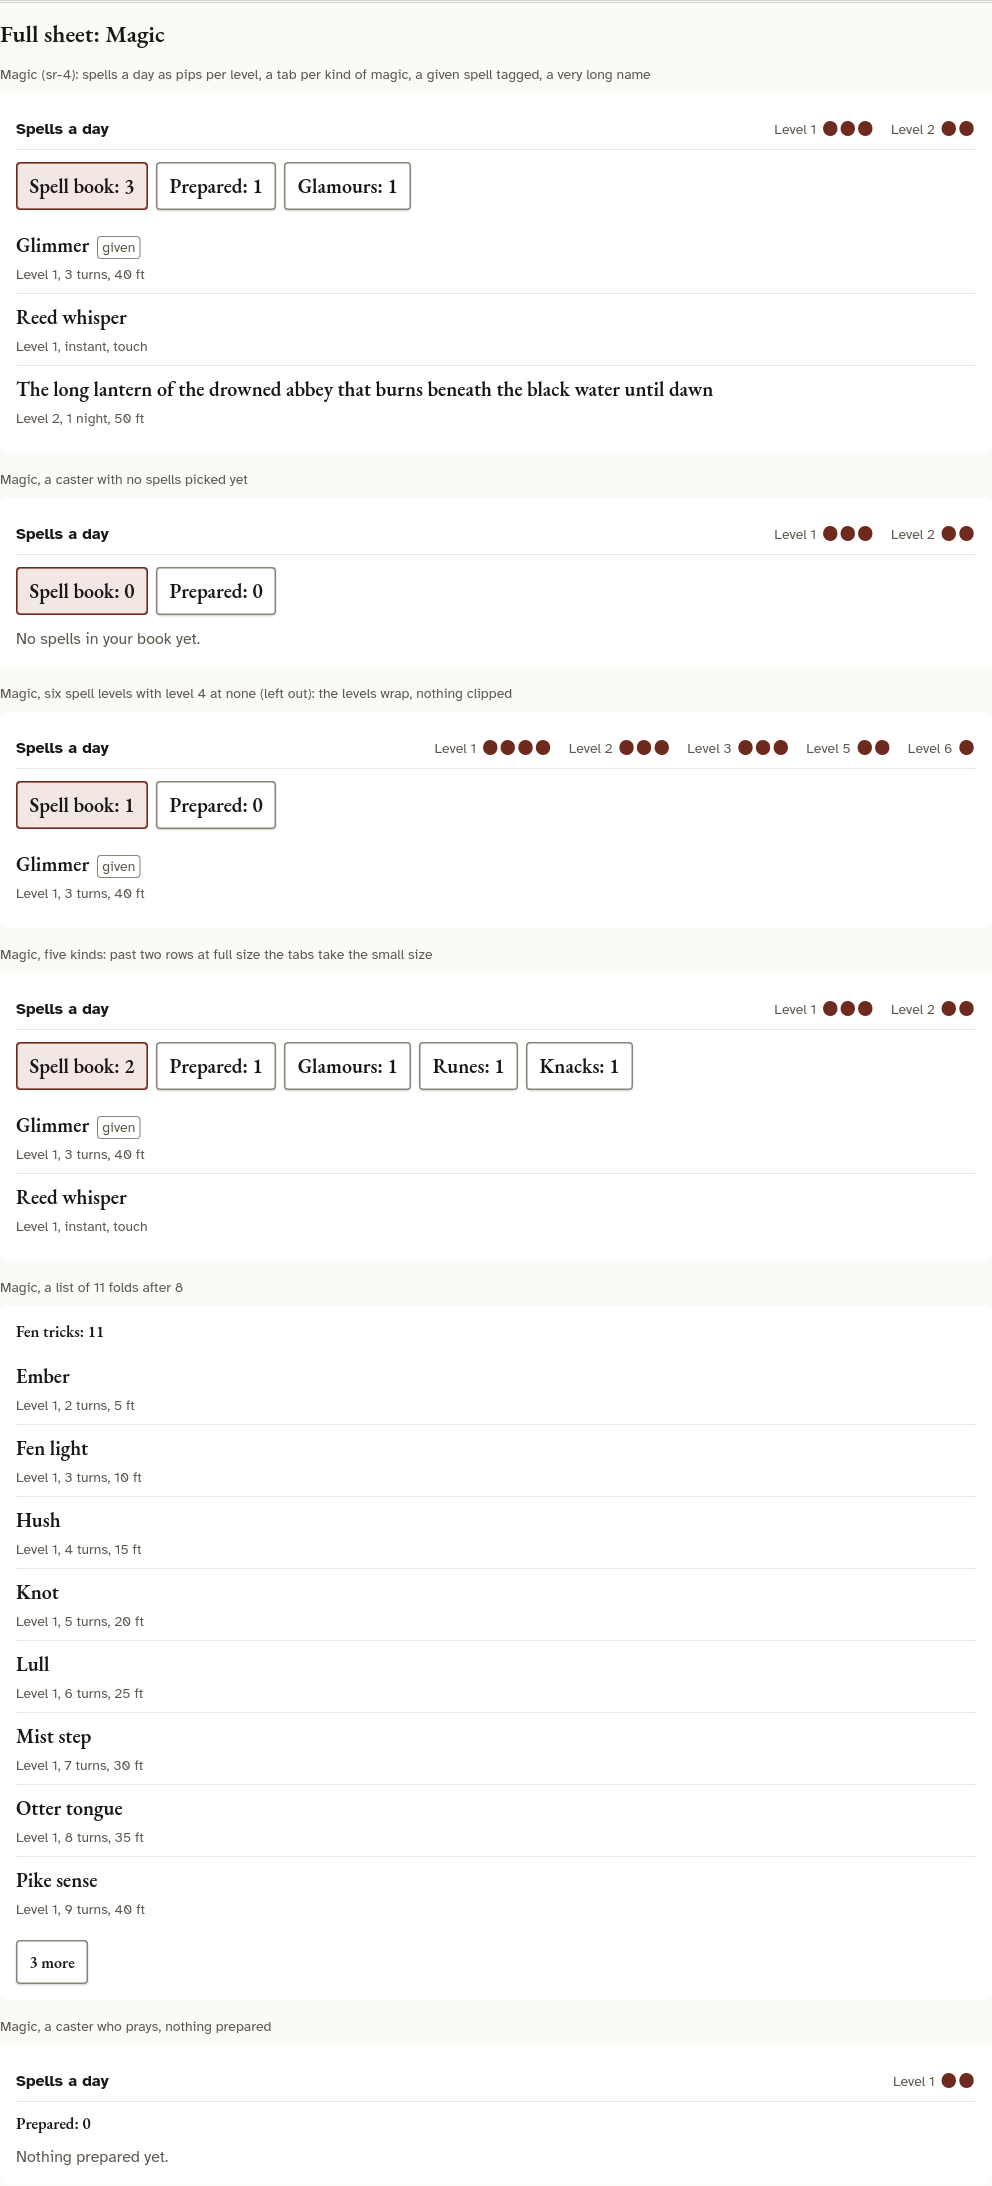 Full sheet: Magic
Magic (sr-4): spells a day as pips per level, a tab per kind of magic, a given spell tagged, a very long name
Spells a day Level 1 Level 2
Spell book: 3 Prepared: 1 Glamours: 1
Glimmer given
Level 1, 3 turns, 40 ft
Reed whisper
Level 1, instant, touch
The long lantern of the drowned abbey that burns beneath the black water until dawn
Level 2, 1 night, 50 ft
Magic, a caster with no spells picked yet
Spells a day Level 1 Level 2
Spell book: 0 Prepared: 0
No spells in your book yet.
Magic, six spell levels with level 4 at none (left out): the levels wrap, nothing clipped
Spells a day Level 1 Level 2 Level 3 Level 5 Level 6
Spell book: 1 Prepared: 0
Glimmer given
Level 1, 3 turns, 40 ft
Magic, five kinds: past two rows at full size the tabs take the small size
Spells a day Level 1 Level 2
Spell book: 2 Prepared: 1 Glamours: 1 Runes: 1 Knacks: 1
Glimmer given
Level 1, 3 turns, 40 ft
Reed whisper
Level 1, instant, touch
Magic, a list of 11 folds after 8
Fen tricks: 11
Ember
Level 1, 2 turns, 5 ft
Fen light
Level 1, 3 turns, 10 ft
Hush
Level 1, 4 turns, 15 ft
Knot
Level 1, 5 turns, 20 ft
Lull
Level 1, 6 turns, 25 ft
Mist step
Level 1, 7 turns, 30 ft
Otter tongue
Level 1, 8 turns, 35 ft
Pike sense
Level 1, 9 turns, 40 ft
3 more
Magic, a caster who prays, nothing prepared
Spells a day Level 1
Prepared: 0
Nothing prepared yet.